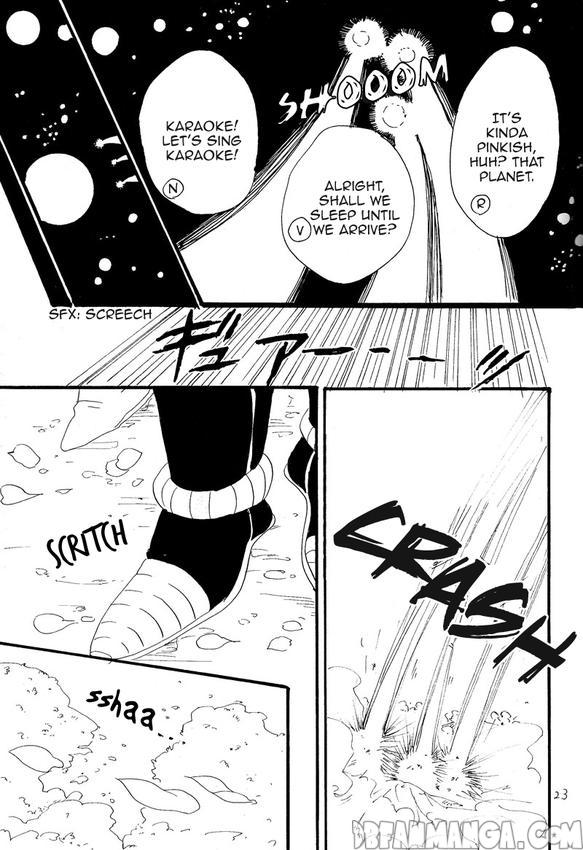 SHOOOM
IT'S
KINDA
PINKISH,
HUH? THAT
PLANET.
R
ALRIGHT,
SHALL WE
SLEEP UNTIL
WE ARRIVE?
V
KARAOKE!
LET'S SING
KARAOKE!
N
SFX: SCREECH
ギュアーーーッ
CRASH
SCRITCH
sshaa...
23
DBFANMANGA.COM